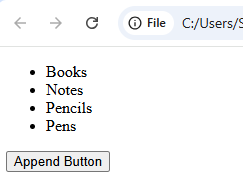 File
C:/Users/S
Books
Notes
Pencils
Pens
Append Button